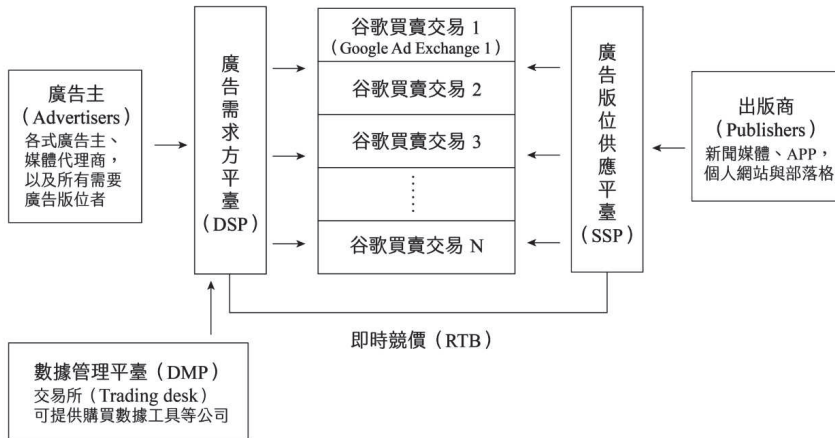 廣告主
（Advertisers）
各式廣告主、
媒體代理商，
以及所有需要
廣告版位者
廣告需求方平臺（DSP）
谷歌買賣交易 1
（Google Ad Exchange 1）
谷歌買賣交易 2
谷歌買賣交易 3
⋮
谷歌買賣交易 N
廣告版位供應平臺（SSP）
出版商
（Publishers）
新聞媒體、APP，
個人網站與部落格
即時競價（RTB）
數據管理平臺（DMP）
交易所（Trading desk）
可提供購買數據工具等公司